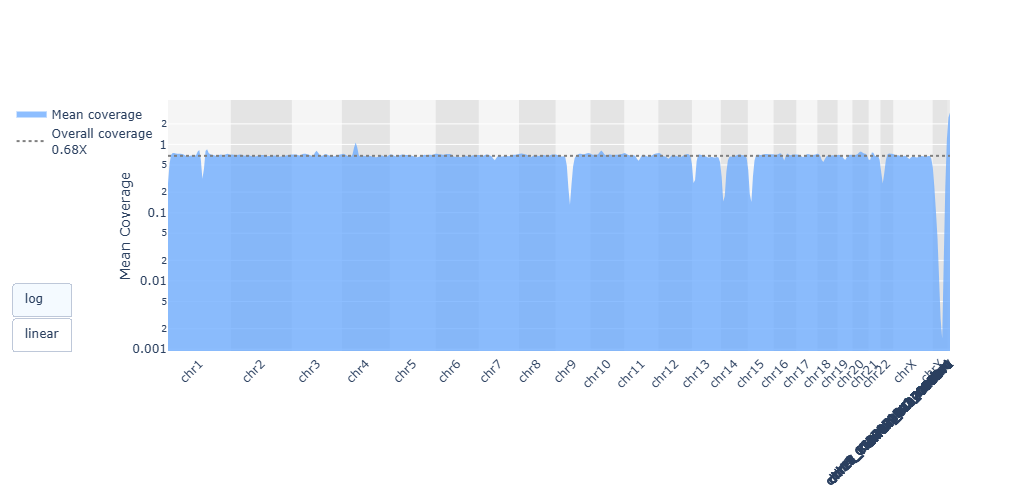 Mean coverage
Overall coverage
0.68X
Mean Coverage
2
1
5
2
0.1
5
2
0.01
5
2
0.001
log
linear
chr1
chr2
chr3
chr4
chr5
chr6
chr7
chr8
chr9
chr10
chr11
chr12
chr13
chr14
chr15
chr16
chr17
chr18
chr19
chr20
chr21
chr22
chrX